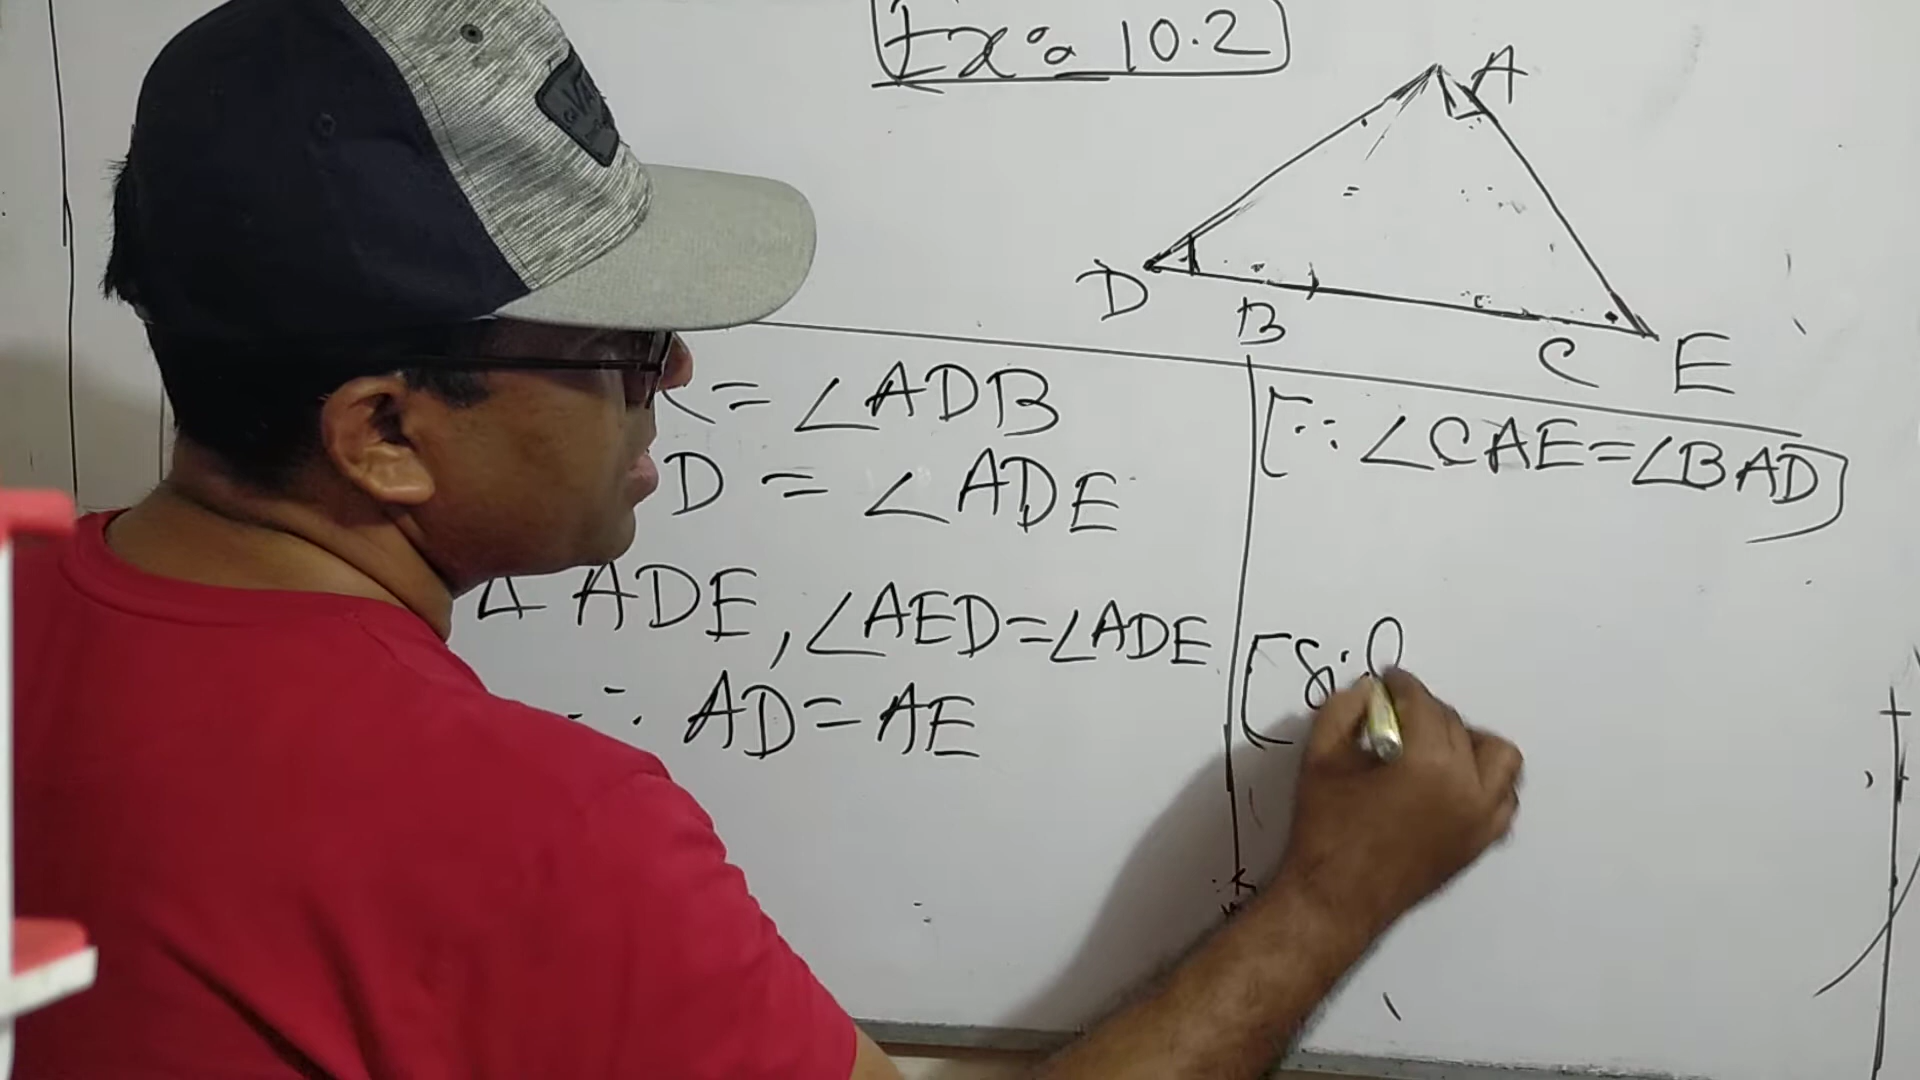 Ex: 10.2
A
D
B
C
E
= ∠ADB
[∵ ∠CAE = ∠BAD]
D = ∠ADE
Δ ADE, ∠AED = ∠ADE
∴ AD = AE